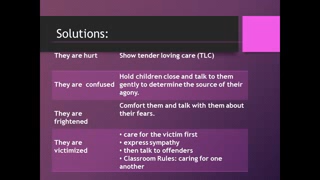 Solutions:
They are hurt
Show tender loving care (TLC)
They are confused
Hold children close and talk to them
gently to determine the source of their
agony.
They are
frightened
Comfort them and talk with them about
their fears.
They are
victimized
• care for the victim first
• express sympathy
• then talk to offenders
• Classroom Rules: caring for one
another